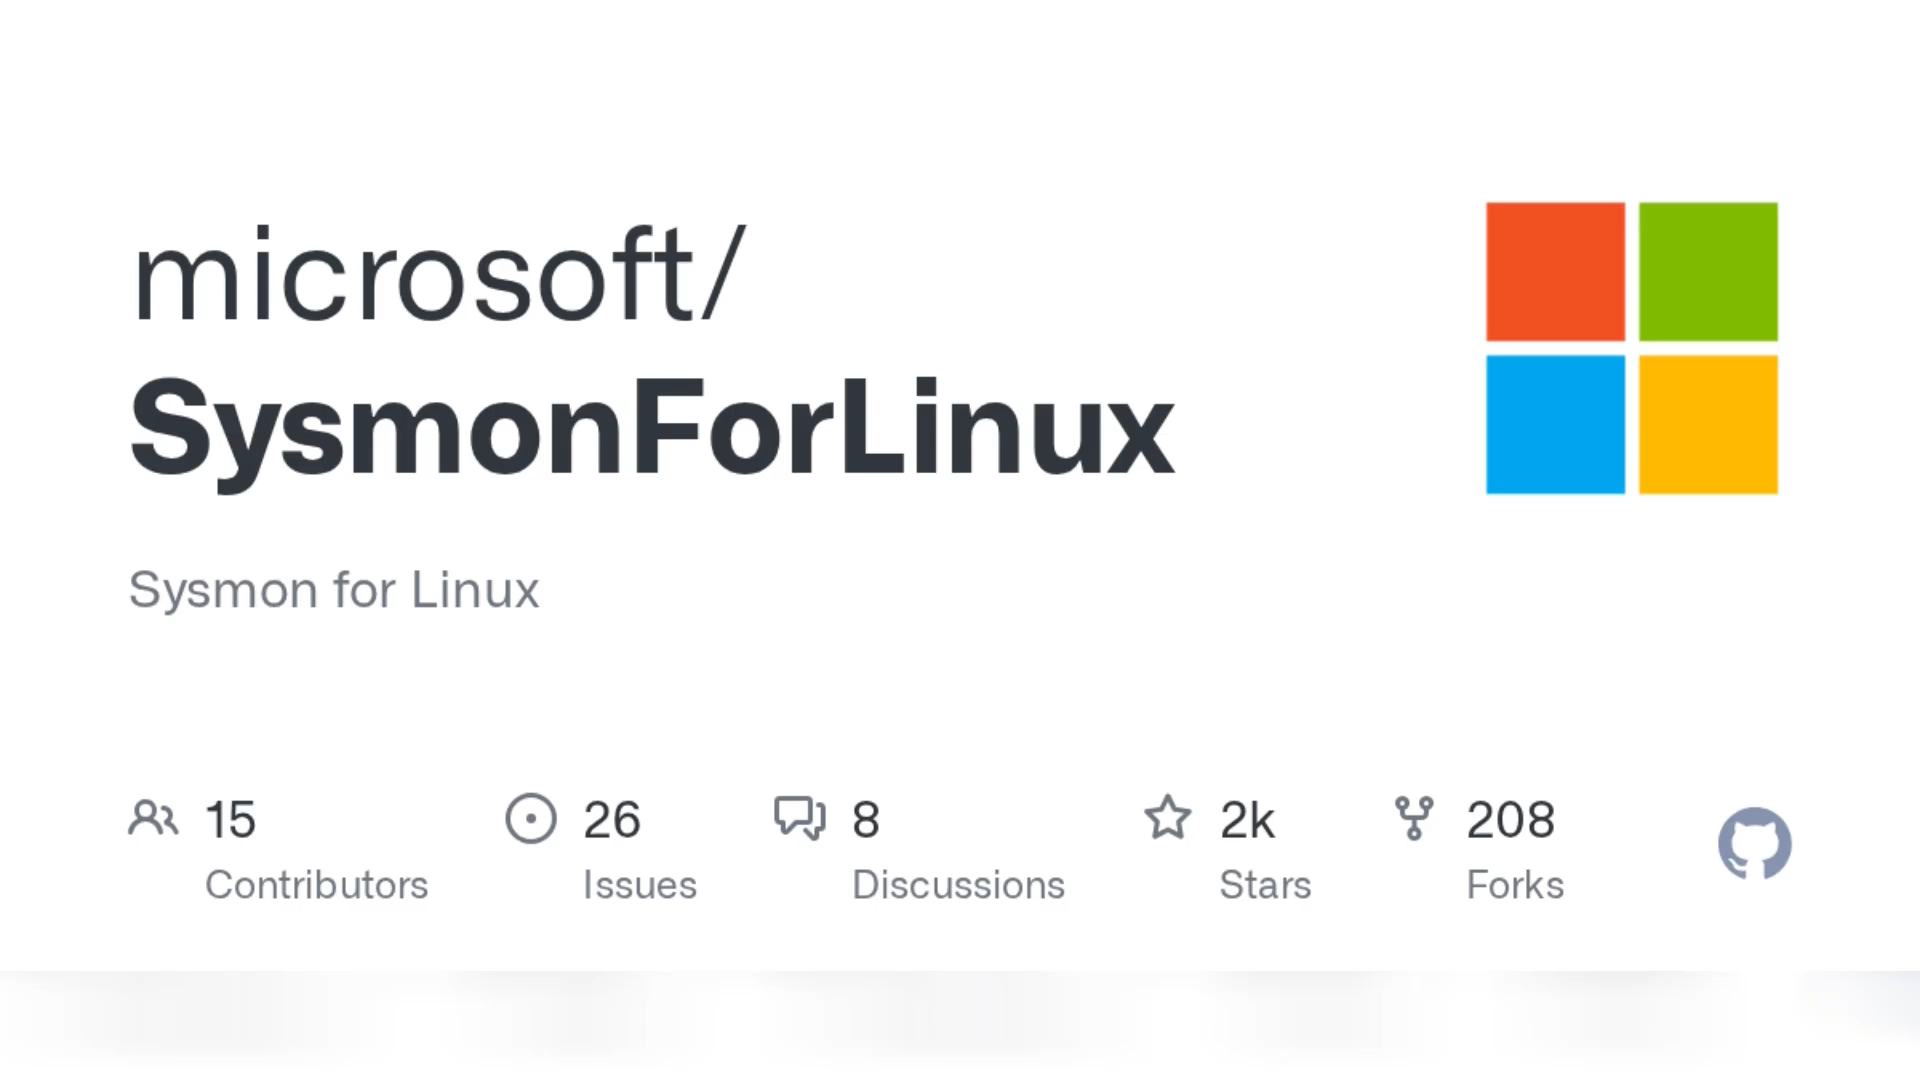 microsoft/
SysmonForLinux
Sysmon for Linux
15 26 8 2k 208
Contributors Issues Discussions Stars Forks